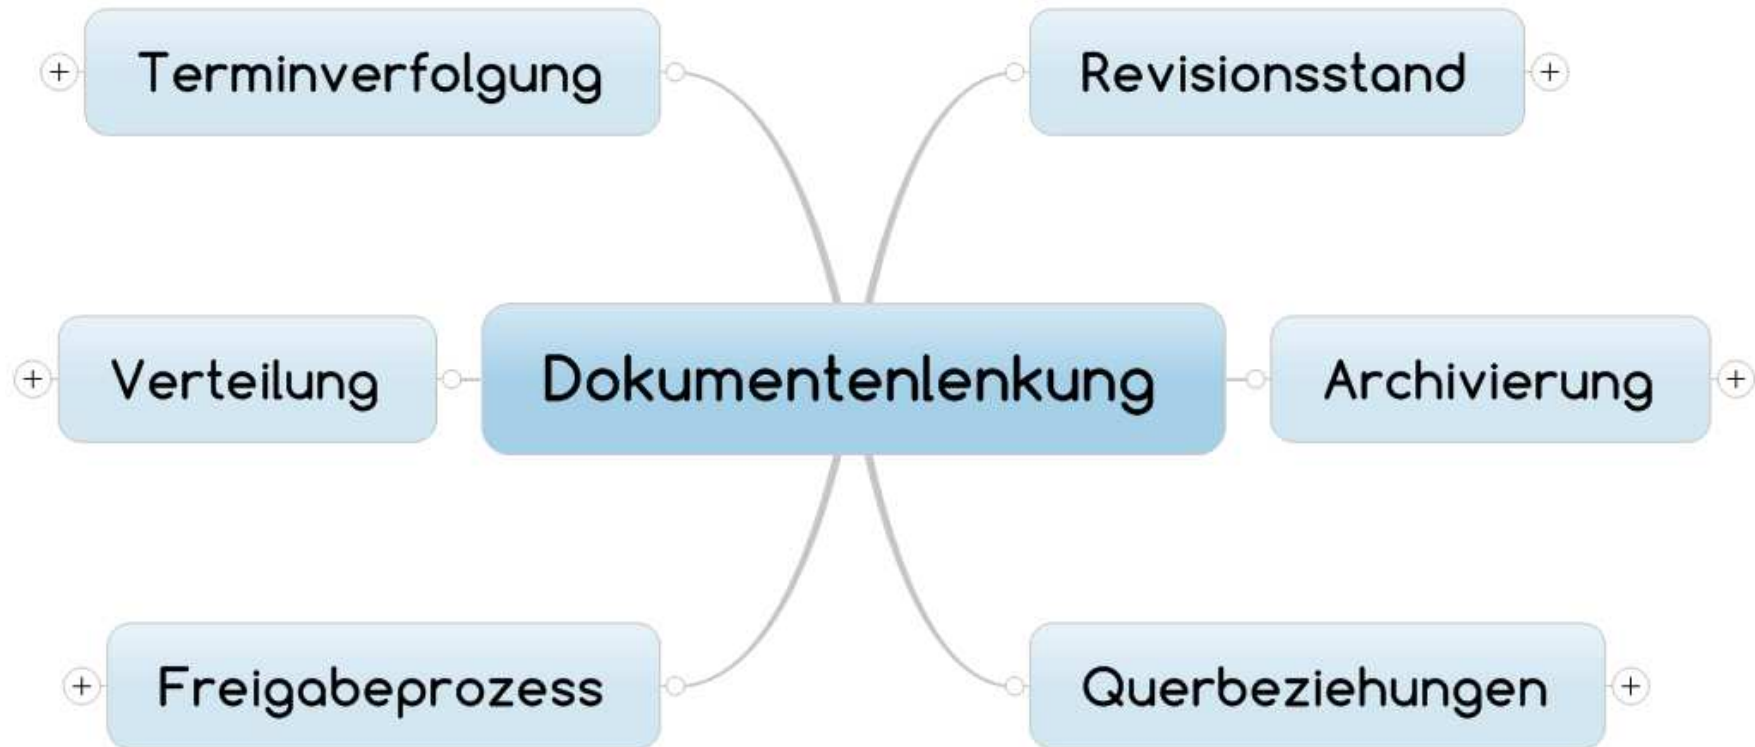 Terminverfolgung
Revisionsstand
Verteilung
Dokumentenlenkung
Archivierung
Freigabeprozess
Querbeziehungen